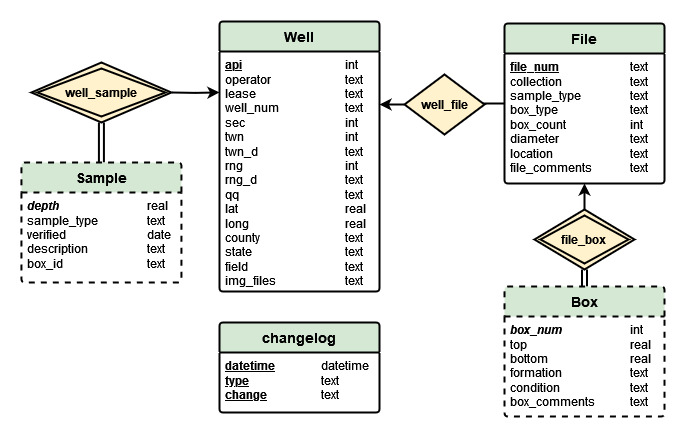 Well
api int
operator text
lease text
well_num text
sec int
twn int
twn_d text
rng int
rng_d text
qq text
lat real
long real
county text
state text
field text
img_files text
well_sample
Sample
depth real
sample_type text
verified date
description text
box_id text
well_file
File
file_num text
collection text
sample_type text
box_type text
box_count int
diameter text
location text
file_comments text
file_box
Box
box_num int
top real
bottom real
formation text
condition text
box_comments text
changelog
datetime datetime
type text
change text